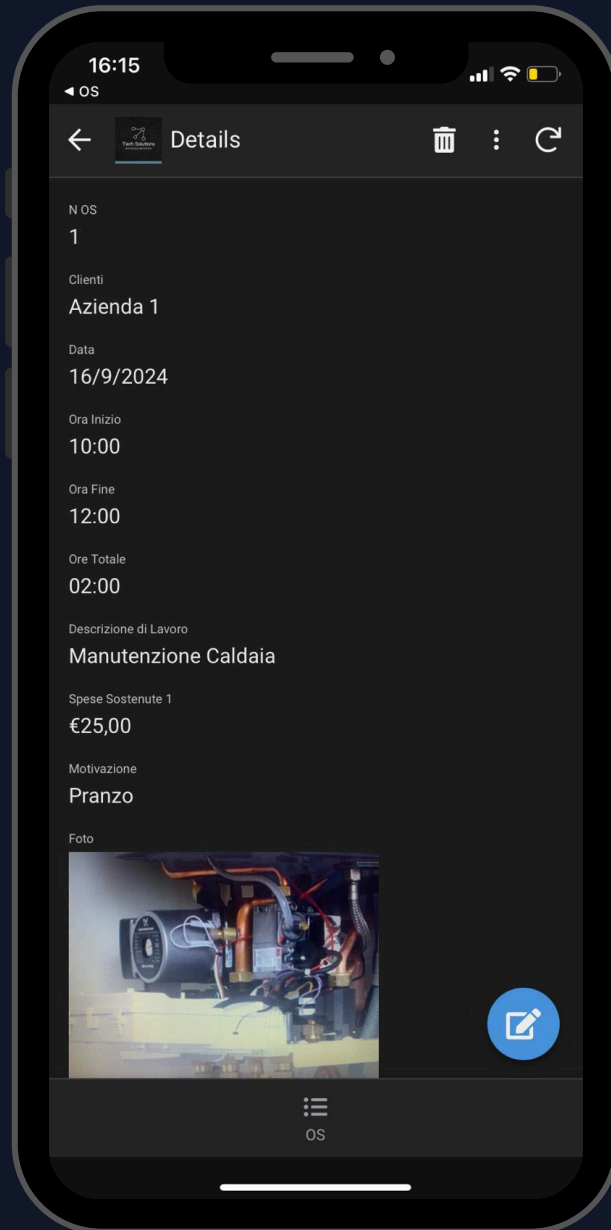 16:15
◀ OS
Tech Solutions
Details
N OS
1
Clienti
Azienda 1
Data
16/9/2024
Ora Inizio
10:00
Ora Fine
12:00
Ore Totale
02:00
Descrizione di Lavoro
Manutenzione Caldaia
Spese Sostenute 1
€25,00
Motivazione
Pranzo
Foto
OS